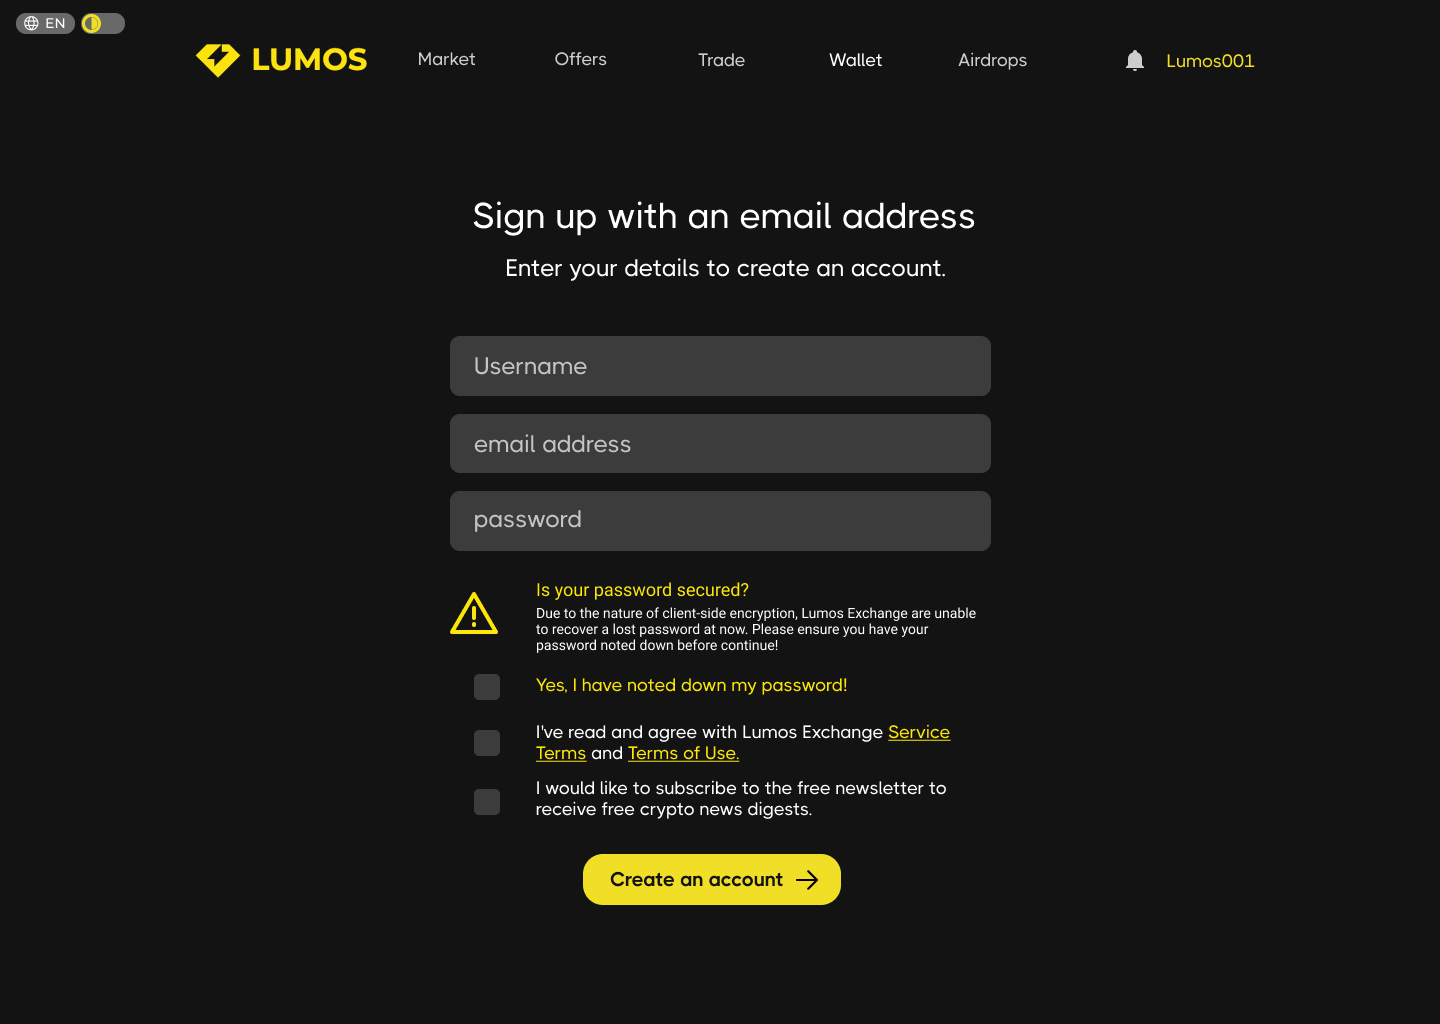 EN
LUMOS
Market
Offers
Trade
Wallet
Airdrops
Lumos001
Sign up with an email address
Enter your details to create an account.
Username
email address
password
Is your password secured?
Due to the nature of client-side encryption, Lumos Exchange are unable
to recover a lost password at now. Please ensure you have your
password noted down before continue!
Yes, I have noted down my password!
I've read and agree with Lumos Exchange Service
Terms and Terms of Use.
I would like to subscribe to the free newsletter to
receive free crypto news digests.
Create an account